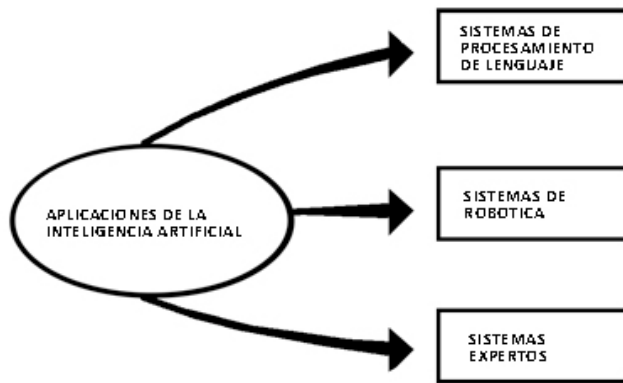 SISTEMAS DE
PROCESAMIENTO
DE LENGUAJE
APLICACIONES DE LA
INTELIGENCIA ARTIFICIAL
SISTEMAS DE
ROBOTICA
SISTEMAS
EXPERTOS